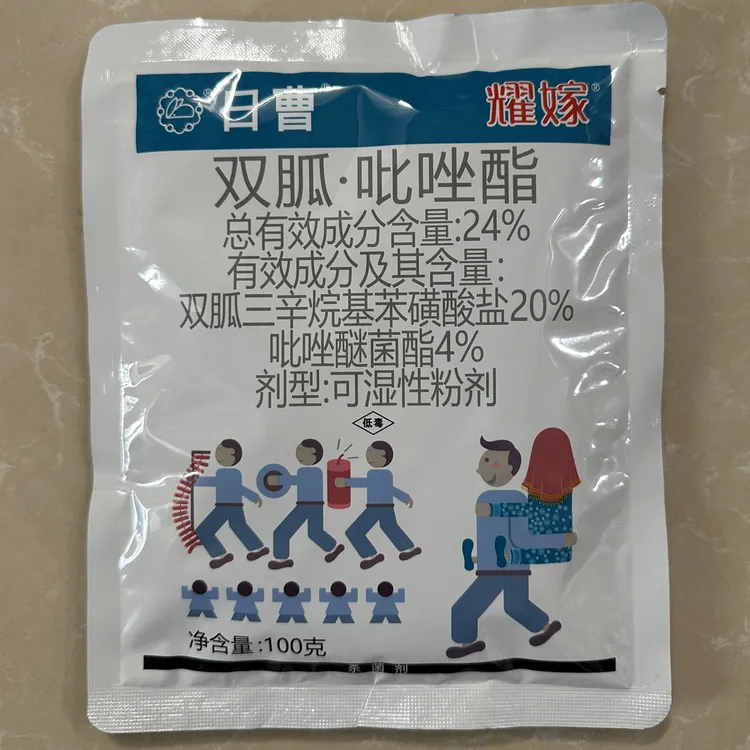 日曹®
耀嫁®
双胍·吡唑酯
总有效成分含量:24%
有效成分及其含量:
双胍三辛烷基苯磺酸盐20%
吡唑醚菌酯4%
剂型:可湿性粉剂
低毒
净含量:100克
杀菌剂